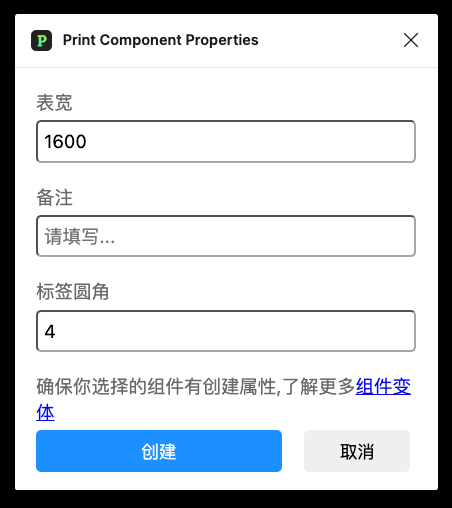 P Print Component Properties
表宽
1600
备注
请填写...
标签圆角
4
确保你选择的组件有创建属性,了解更多组件变
体
创建 取消